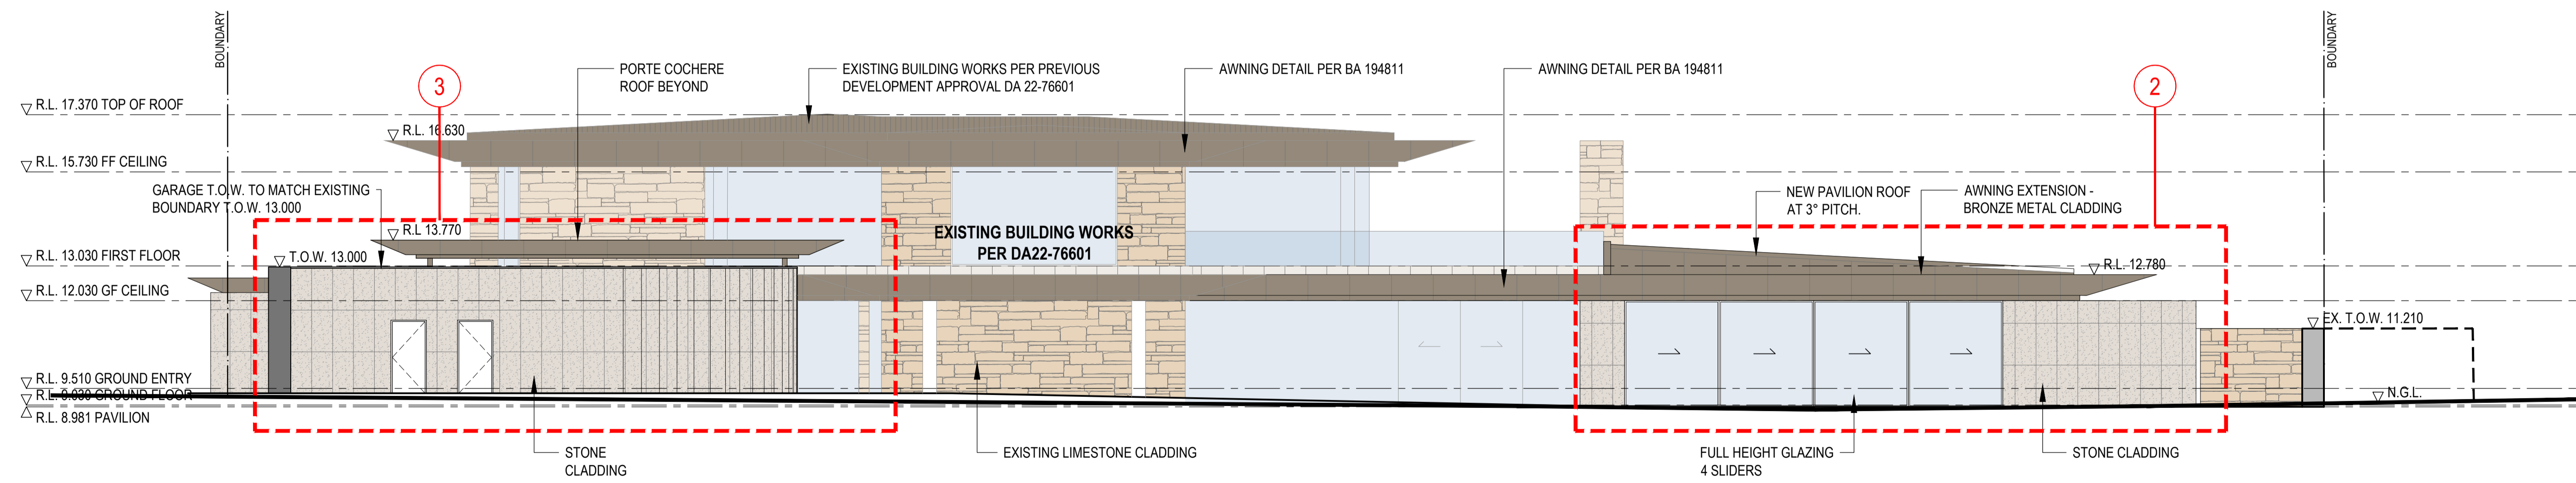 BOUNDARY
BOUNDARY
3
2
PORTE COCHERE
ROOF BEYOND
EXISTING BUILDING WORKS PER PREVIOUS
DEVELOPMENT APPROVAL DA 22-76601
AWNING DETAIL PER BA 194811
AWNING DETAIL PER BA 194811
R.L. 17.370 TOP OF ROOF
R.L. 16.630
R.L. 15.730 FF CEILING
GARAGE T.O.W. TO MATCH EXISTING
BOUNDARY T.O.W. 13.000
NEW PAVILION ROOF
AT 3° PITCH.
AWNING EXTENSION -
BRONZE METAL CLADDING
R.L 13.770
EXISTING BUILDING WORKS
PER DA22-76601
R.L. 13.030 FIRST FLOOR
T.O.W. 13.000
R.L. 12.780
R.L. 12.030 GF CEILING
EX. T.O.W. 11.210
R.L. 9.510 GROUND ENTRY
GROUND FLOOR
N.G.L.
R.L. 8.981 PAVILION
STONE
CLADDING
EXISTING LIMESTONE CLADDING
FULL HEIGHT GLAZING
4 SLIDERS
STONE CLADDING